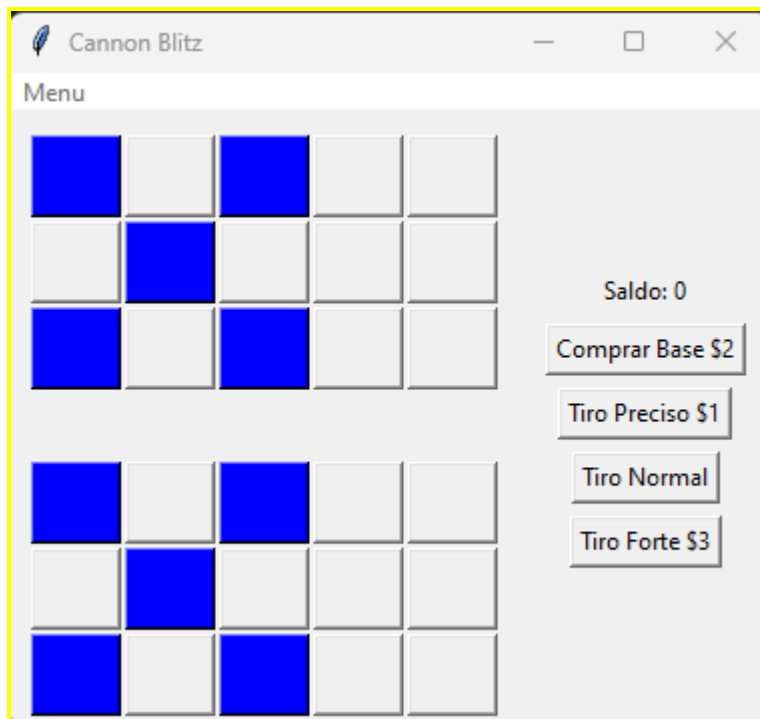 Cannon Blitz
Menu
Saldo: 0
Comprar Base $2
Tiro Preciso $1
Tiro Normal
Tiro Forte $3